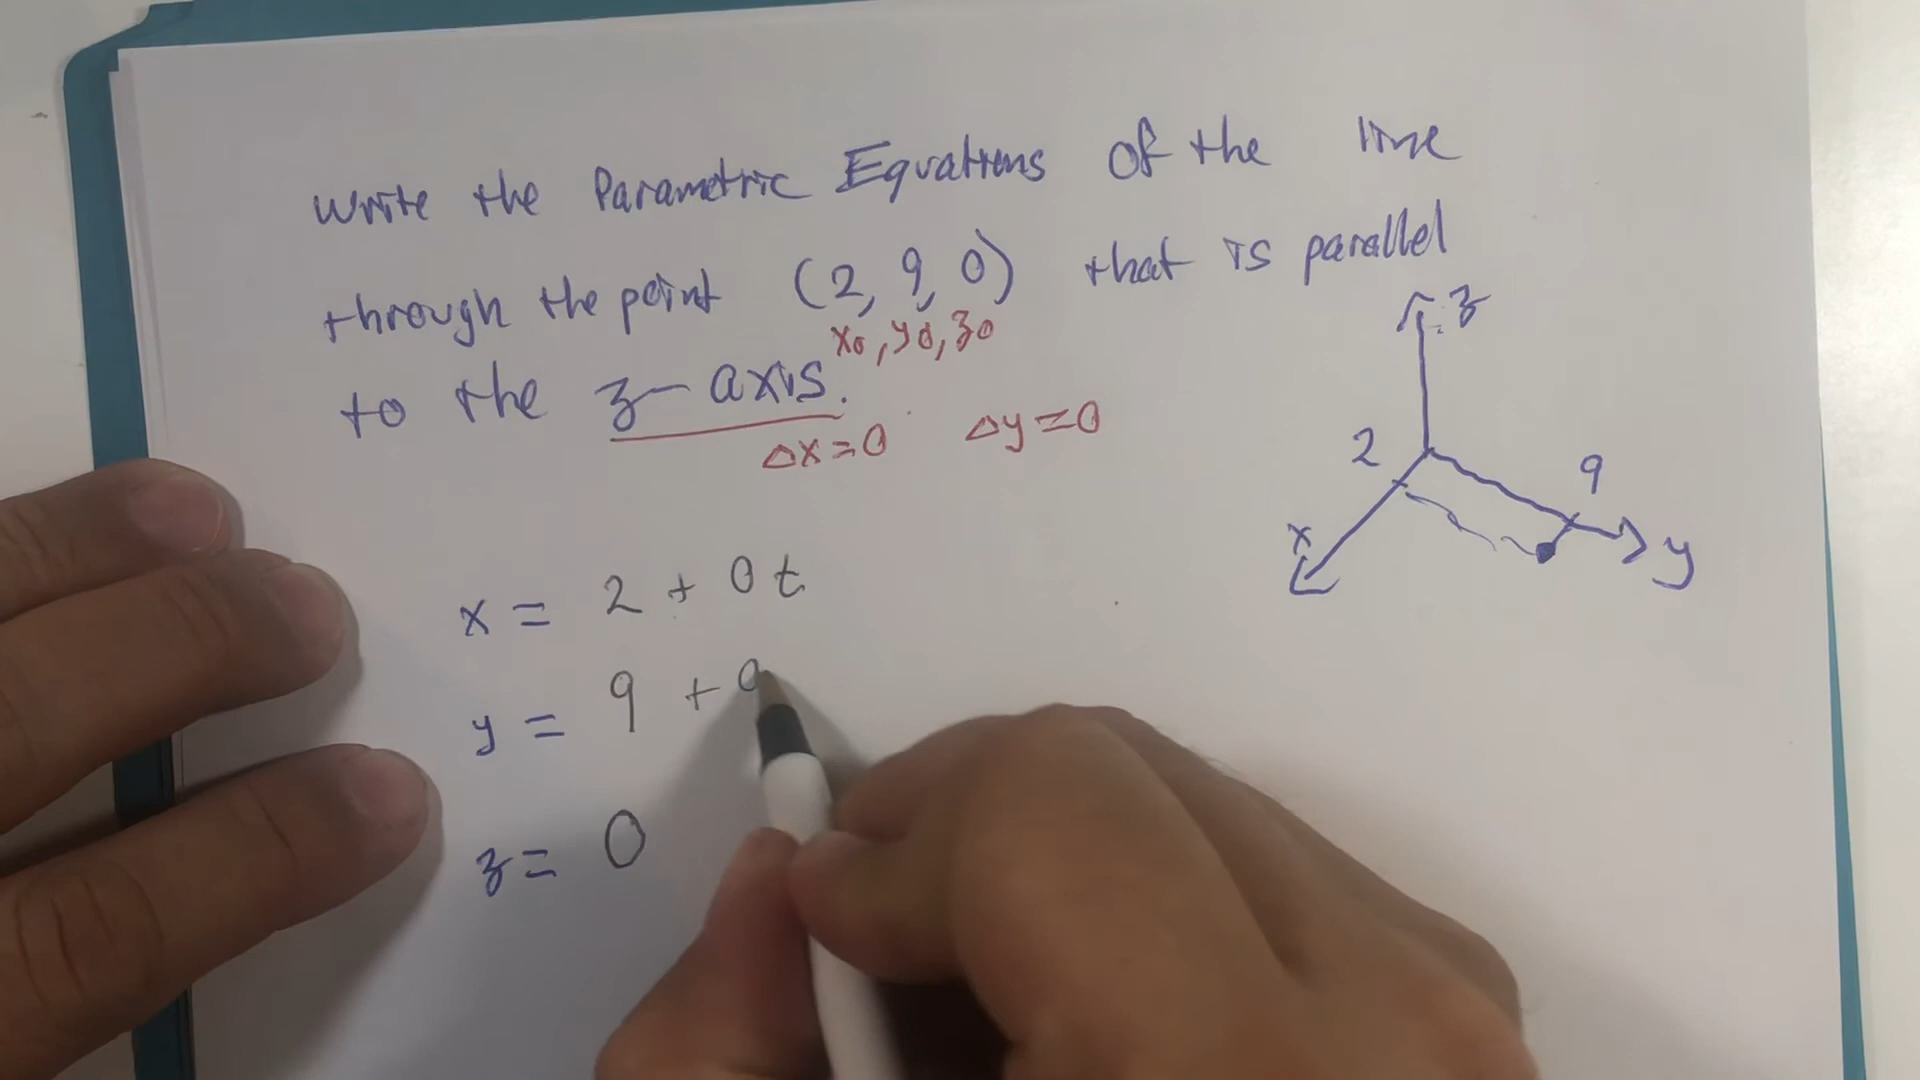 Write the Parametric Equations of the line
through the point (2, 9, 0) that is parallel
x0, y0, z0
to the z-axis.
Δx=0 Δy=0
z
2
9
x
y
x = 2 + 0t
y = 9 + 0
z = 0